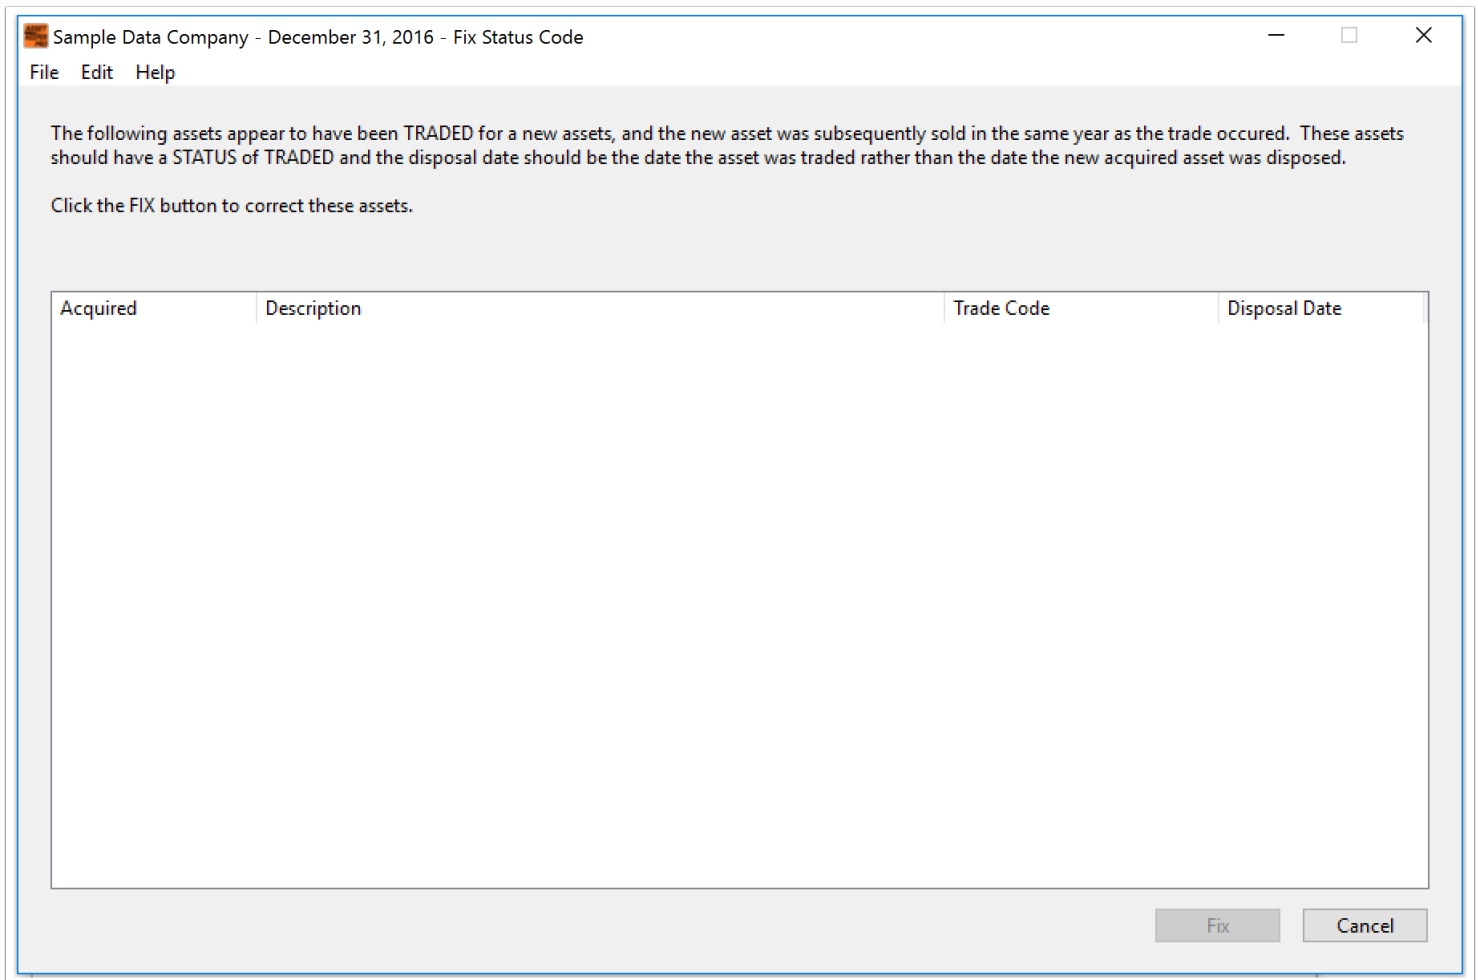 ASSET
KEEPER
PRO
Sample Data Company - December 31, 2016 - Fix Status Code
File Edit Help
The following assets appear to have been TRADED for a new assets, and the new asset was subsequently sold in the same year as the trade occured. These assets
should have a STATUS of TRADED and the disposal date should be the date the asset was traded rather than the date the new acquired asset was disposed.
Click the FIX button to correct these assets.
Acquired Description Trade Code Disposal Date
Fix Cancel